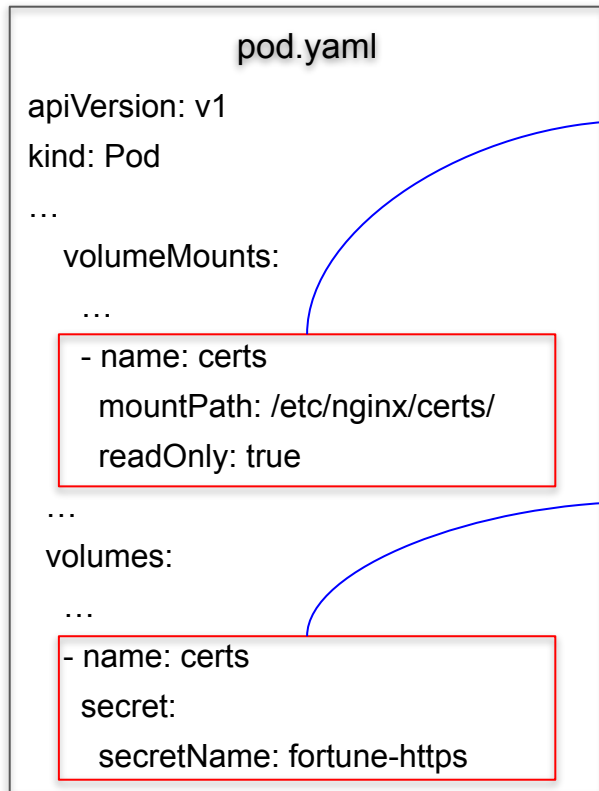 pod.yaml
apiVersion: v1
kind: Pod
…
volumeMounts:
…
- name: certs
mountPath: /etc/nginx/certs/
readOnly: true
…
volumes:
…
- name: certs
secret:
secretName: fortune-https